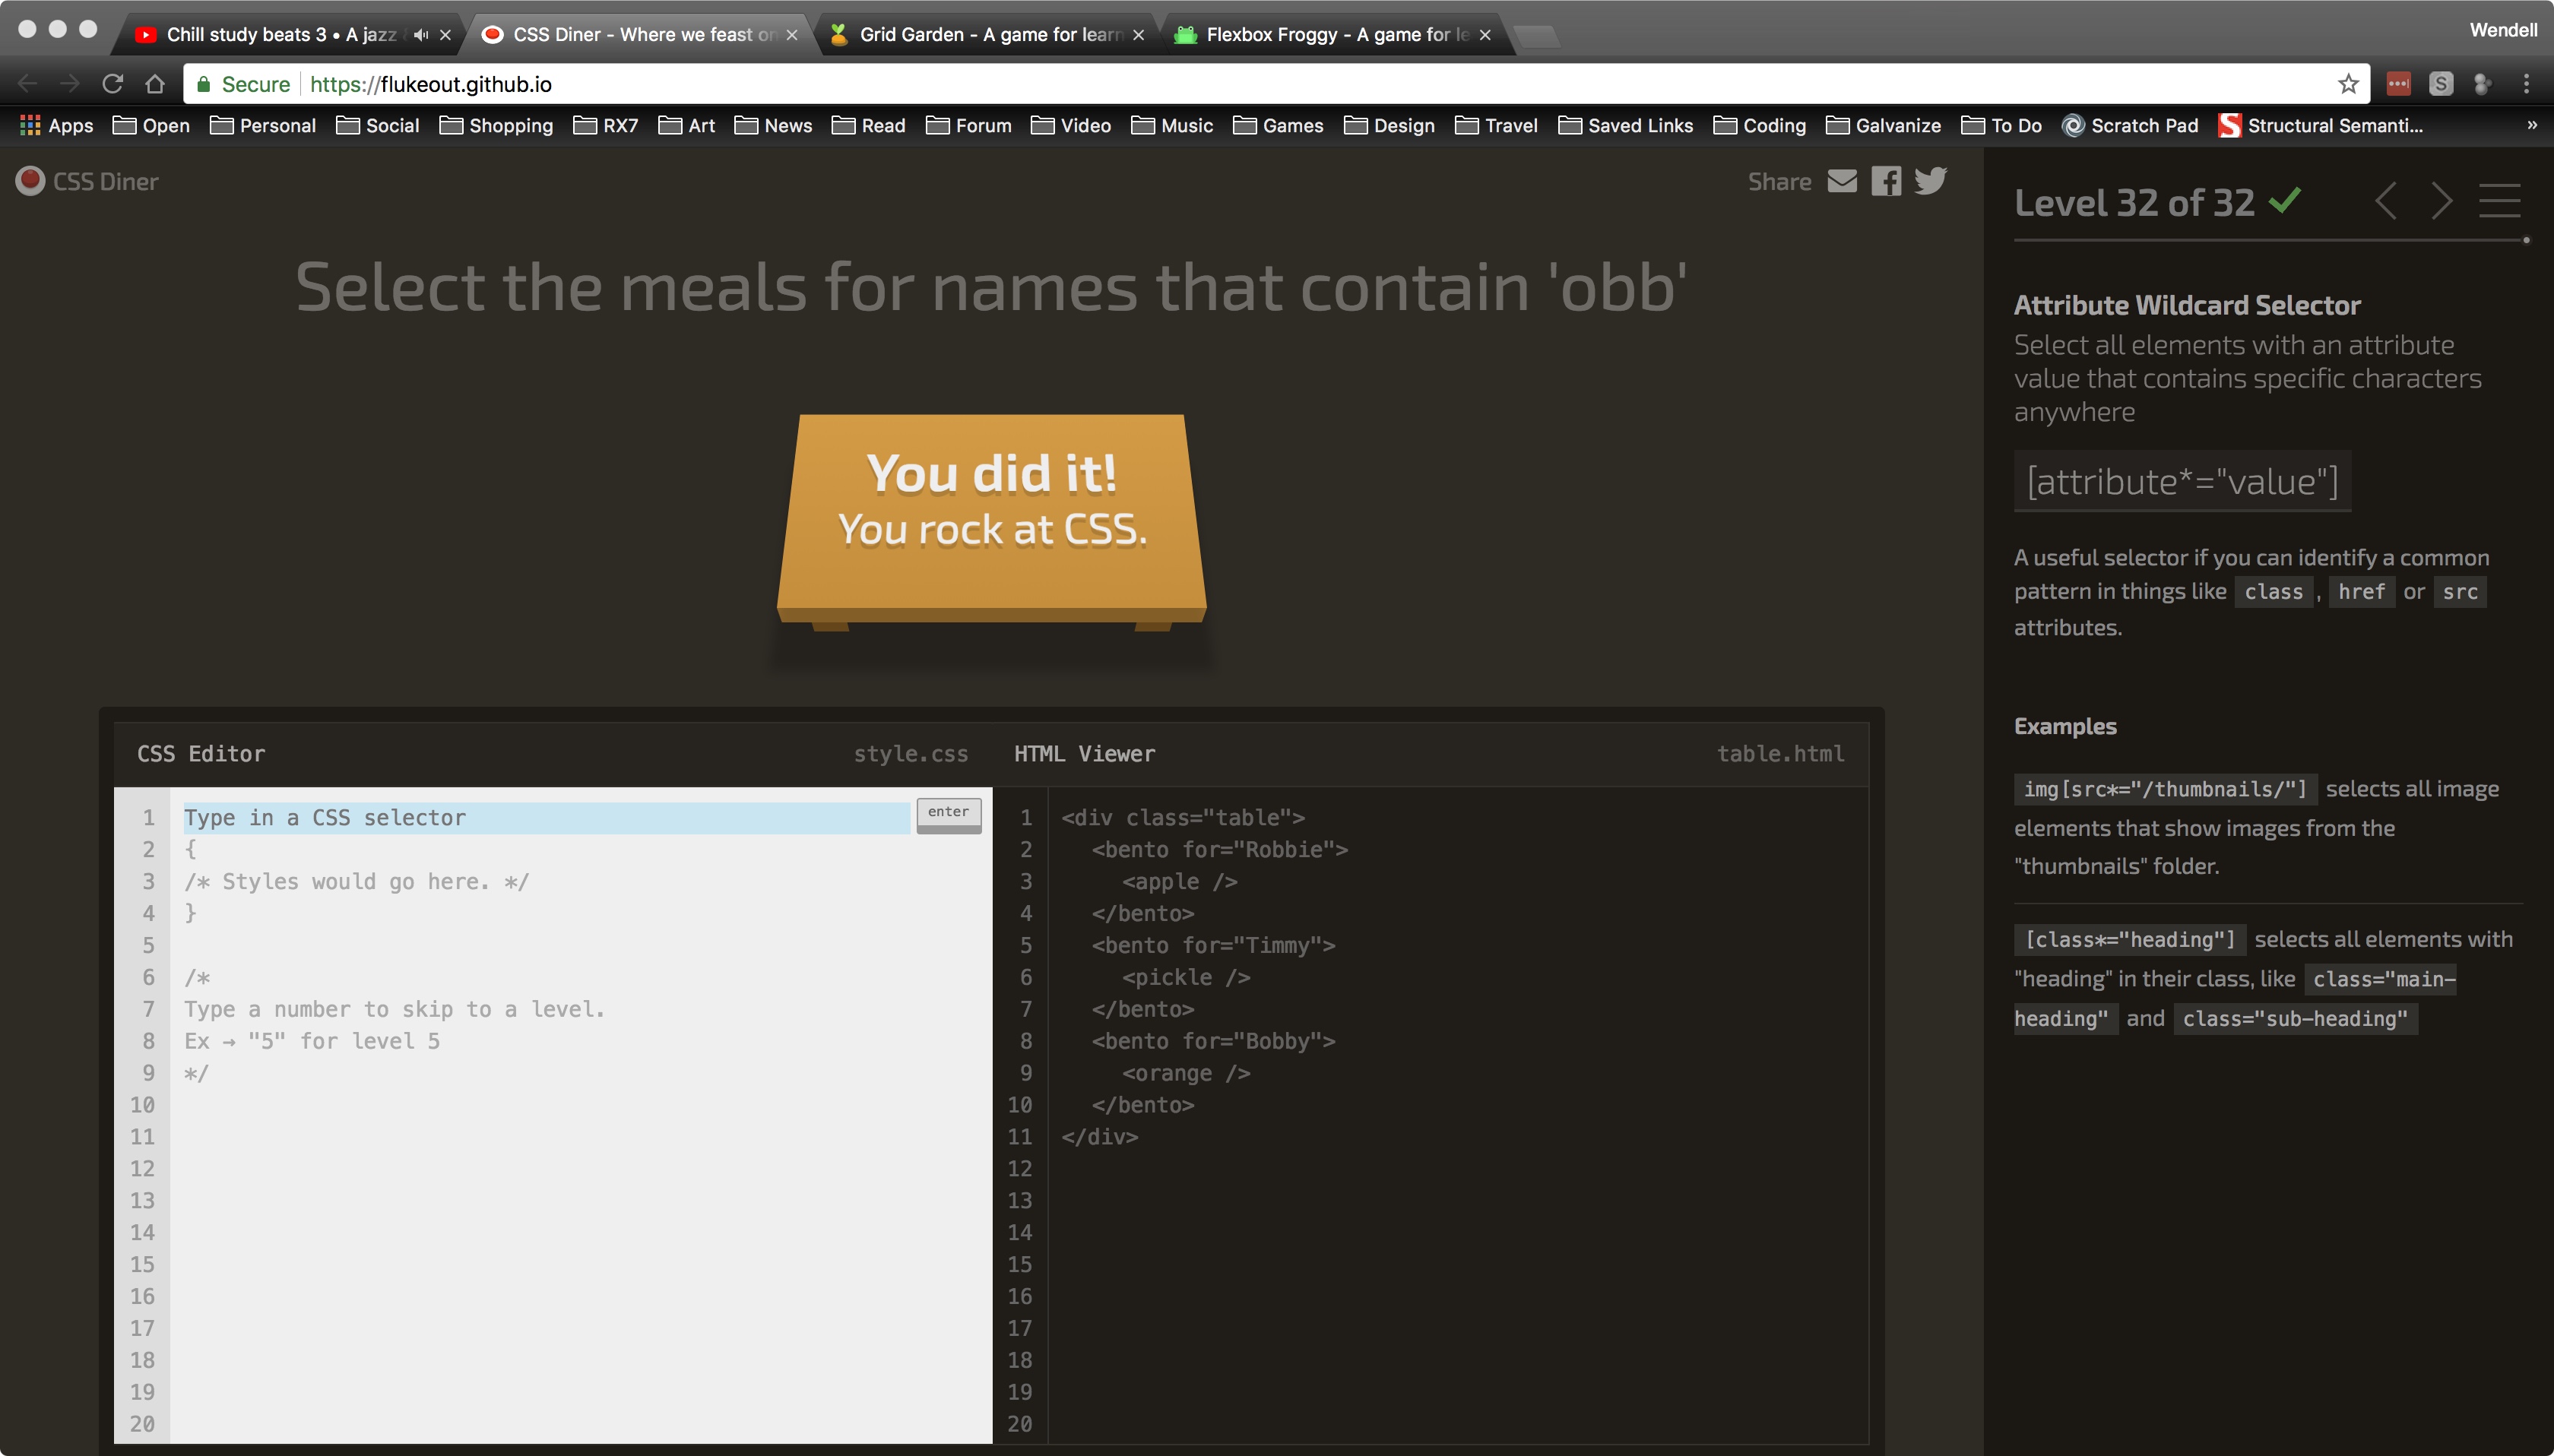 Chill study beats 3 • A jazz
CSS Diner - Where we feast on
Grid Garden - A game for learn
Flexbox Froggy - A game for le
Wendell
Secure https://flukeout.github.io
S
Apps Open Personal Social Shopping RX7 Art News Read Forum Video Music Games Design Travel Saved Links Coding Galvanize To Do Scratch Pad Structural Semanti... »
CSS Diner
Share
Select the meals for names that contain 'obb'
You did it!
You rock at CSS.
CSS Editor style.css
1 Type in a CSS selector enter
2 {
3 /* Styles would go here. */
4 }
5
6 /*
7 Type a number to skip to a level.
8 Ex → "5" for level 5
9 */
10
11
12
13
14
15
16
17
18
19
20
HTML Viewer table.html
1 <div class="table">
2 <bento for="Robbie">
3 <apple />
4 </bento>
5 <bento for="Timmy">
6 <pickle />
7 </bento>
8 <bento for="Bobby">
9 <orange />
10 </bento>
11 </div>
12
13
14
15
16
17
18
19
20
Level 32 of 32
Attribute Wildcard Selector
Select all elements with an attribute
value that contains specific characters
anywhere
[attribute*="value"]
A useful selector if you can identify a common
pattern in things like class , href or src
attributes.
Examples
img[src*="/thumbnails/"] selects all image
elements that show images from the
"thumbnails" folder.
[class*="heading"] selects all elements with
"heading" in their class, like class="main-
heading" and class="sub-heading"